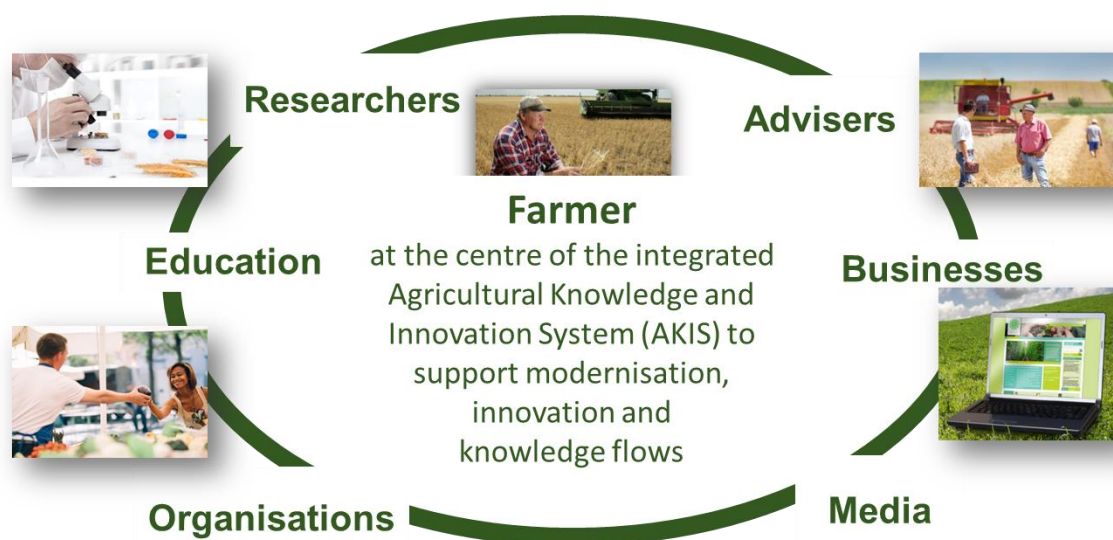 Researchers
Advisers
Farmer
at the centre of the integrated
Agricultural Knowledge and
Innovation System (AKIS) to
support modernisation,
innovation and
knowledge flows
Education
Businesses
Organisations
Media